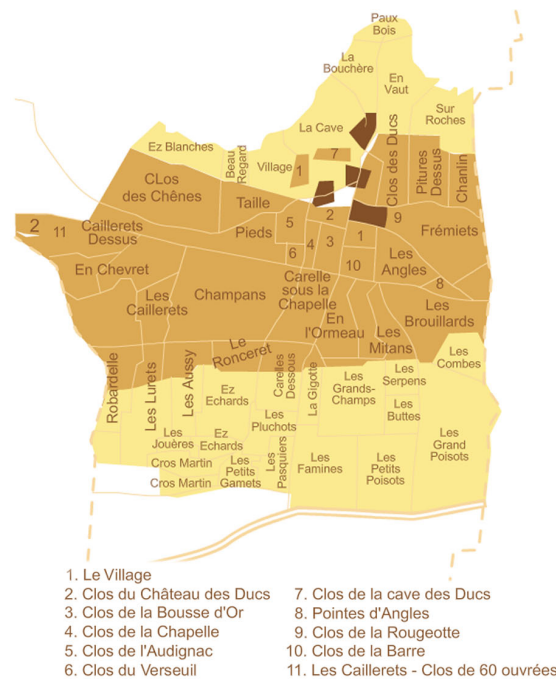 Paux
Bois
La
Bouchère
En
Vaut
Sur
Roches
La Cave
Ez Blanches
Beau
Regard
Village
1
7
Clos des Ducs
Pitures
Dessus
Chanlin
CLos
des Chênes
Taille
Pieds
5
2
9
Frémiets
2
11
Caillerets
Dessus
6
4
3
1
10
Les
Angles
8
En Chevret
Les
Caillerets
Champans
Carelle
sous la
Chapelle
En
l'Ormeau
Les
Mitans
Les
Brouillards
Le
Ronceret
Robardelle
Les Lurets
Les Aussy
Carelles
Dessous
La Gigotte
Les
Combes
Les
Serpens
Les
Grands-
Champs
Ez
Echards
Les
Buttes
Les
Pluchots
Les
Jouères
Ez
Echards
Les
Grand
Poisots
Cros Martin
Cros Martin
Les
Petits
Gamets
Les
Pasquiers
Les
Famines
Les
Petits
Poisots
1. Le Village
2. Clos du Château des Ducs
3. Clos de la Bousse d'Or
4. Clos de la Chapelle
5. Clos de l'Audignac
6. Clos du Verseuil
7. Clos de la cave des Ducs
8. Pointes d'Angles
9. Clos de la Rougeotte
10. Clos de la Barre
11. Les Caillerets - Clos de 60 ouvrées